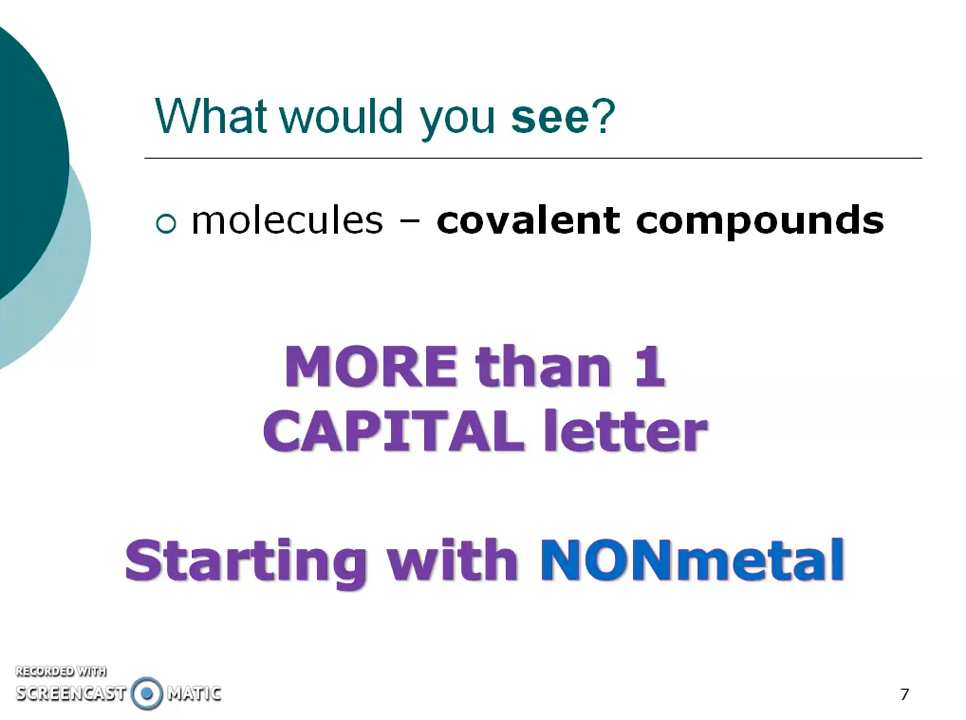 What would you see?
molecules – covalent compounds
MORE than 1
CAPITAL letter
Starting with NONmetal
RECORDED WITH
SCREENCAST MATIC
7